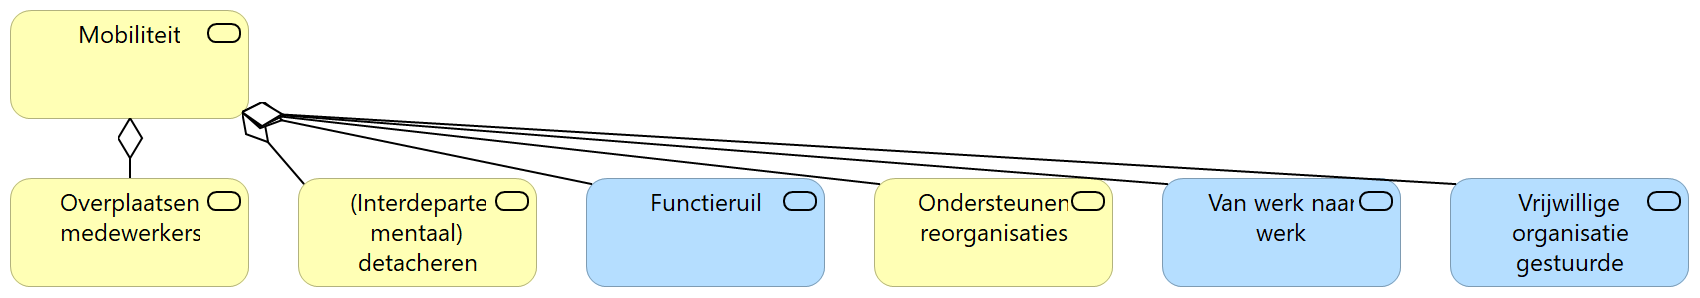 Mobiliteit
Overplaatsen
medewerkers
(Interdeparte
mentaal)
detacheren
Functieruil
Ondersteunen
reorganisaties
Van werk naar
werk
Vrijwillige
organisatie
gestuurde